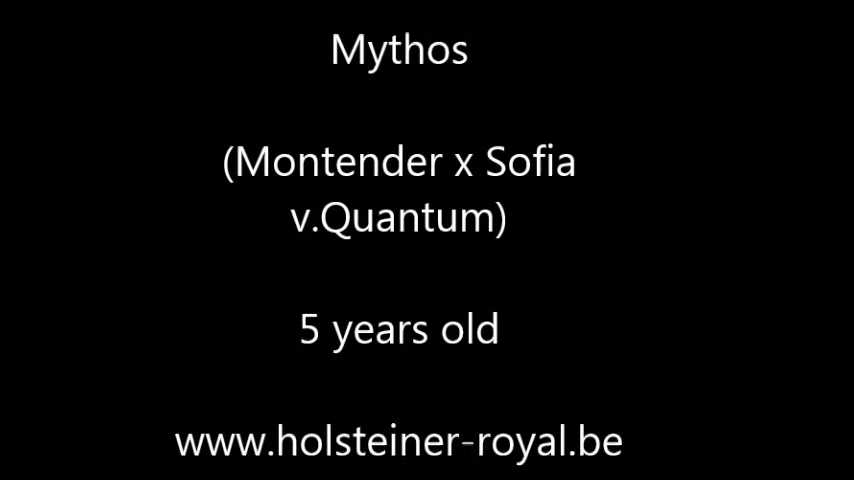 Mythos
(Montender x Sofia
v.Quantum)
5 years old
www.holsteiner-royal.be